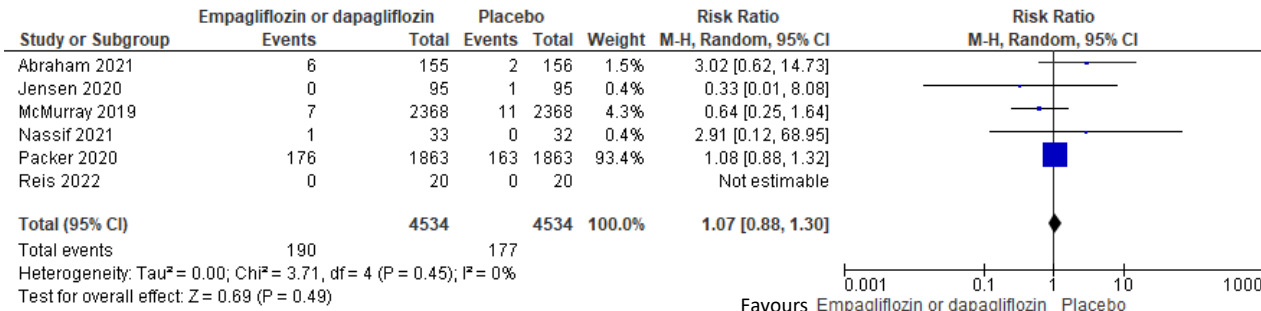 Empagliflozin or dapagliflozin Placebo Risk Ratio Risk Ratio
Study or Subgroup Events Total Events Total Weight M-H, Random, 95% CI M-H, Random, 95% CI
Abraham 2021 6 155 2 156 1.5% 3.02 [0.62, 14.73]
Jensen 2020 0 95 1 95 0.4% 0.33 [0.01, 8.08]
McMurray 2019 7 2368 11 2368 4.3% 0.64 [0.25, 1.64]
Nassif 2021 1 33 0 32 0.4% 2.91 [0.12, 68.95]
Packer 2020 176 1863 163 1863 93.4% 1.08 [0.88, 1.32]
Reis 2022 0 20 0 20 Not estimable
Total (95% CI) 4534 4534 100.0% 1.07 [0.88, 1.30]
Total events 190 177
Heterogeneity: Tau² = 0.00; Chi² = 3.71, df = 4 (P = 0.45); I² = 0%
Test for overall effect: Z = 0.69 (P = 0.49)
0.001 0.1 1 10 1000
Favours Empagliflozin or dapagliflozin Placebo